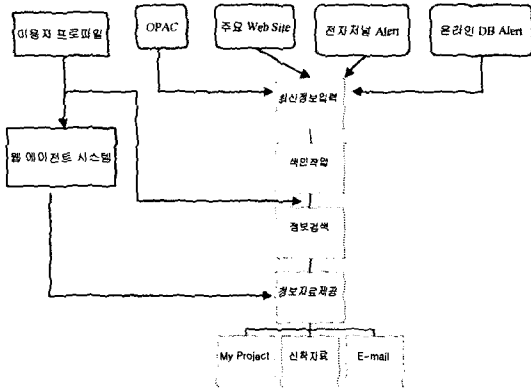 이용자 프로파일
OPAC
주요 Web Site
전자저널 Alert
온라인 DB Alert
최신정보입력
웹 에이전트 시스템
색인작업
정보검색
정보자료제공
My Project
신착자료
E-mail